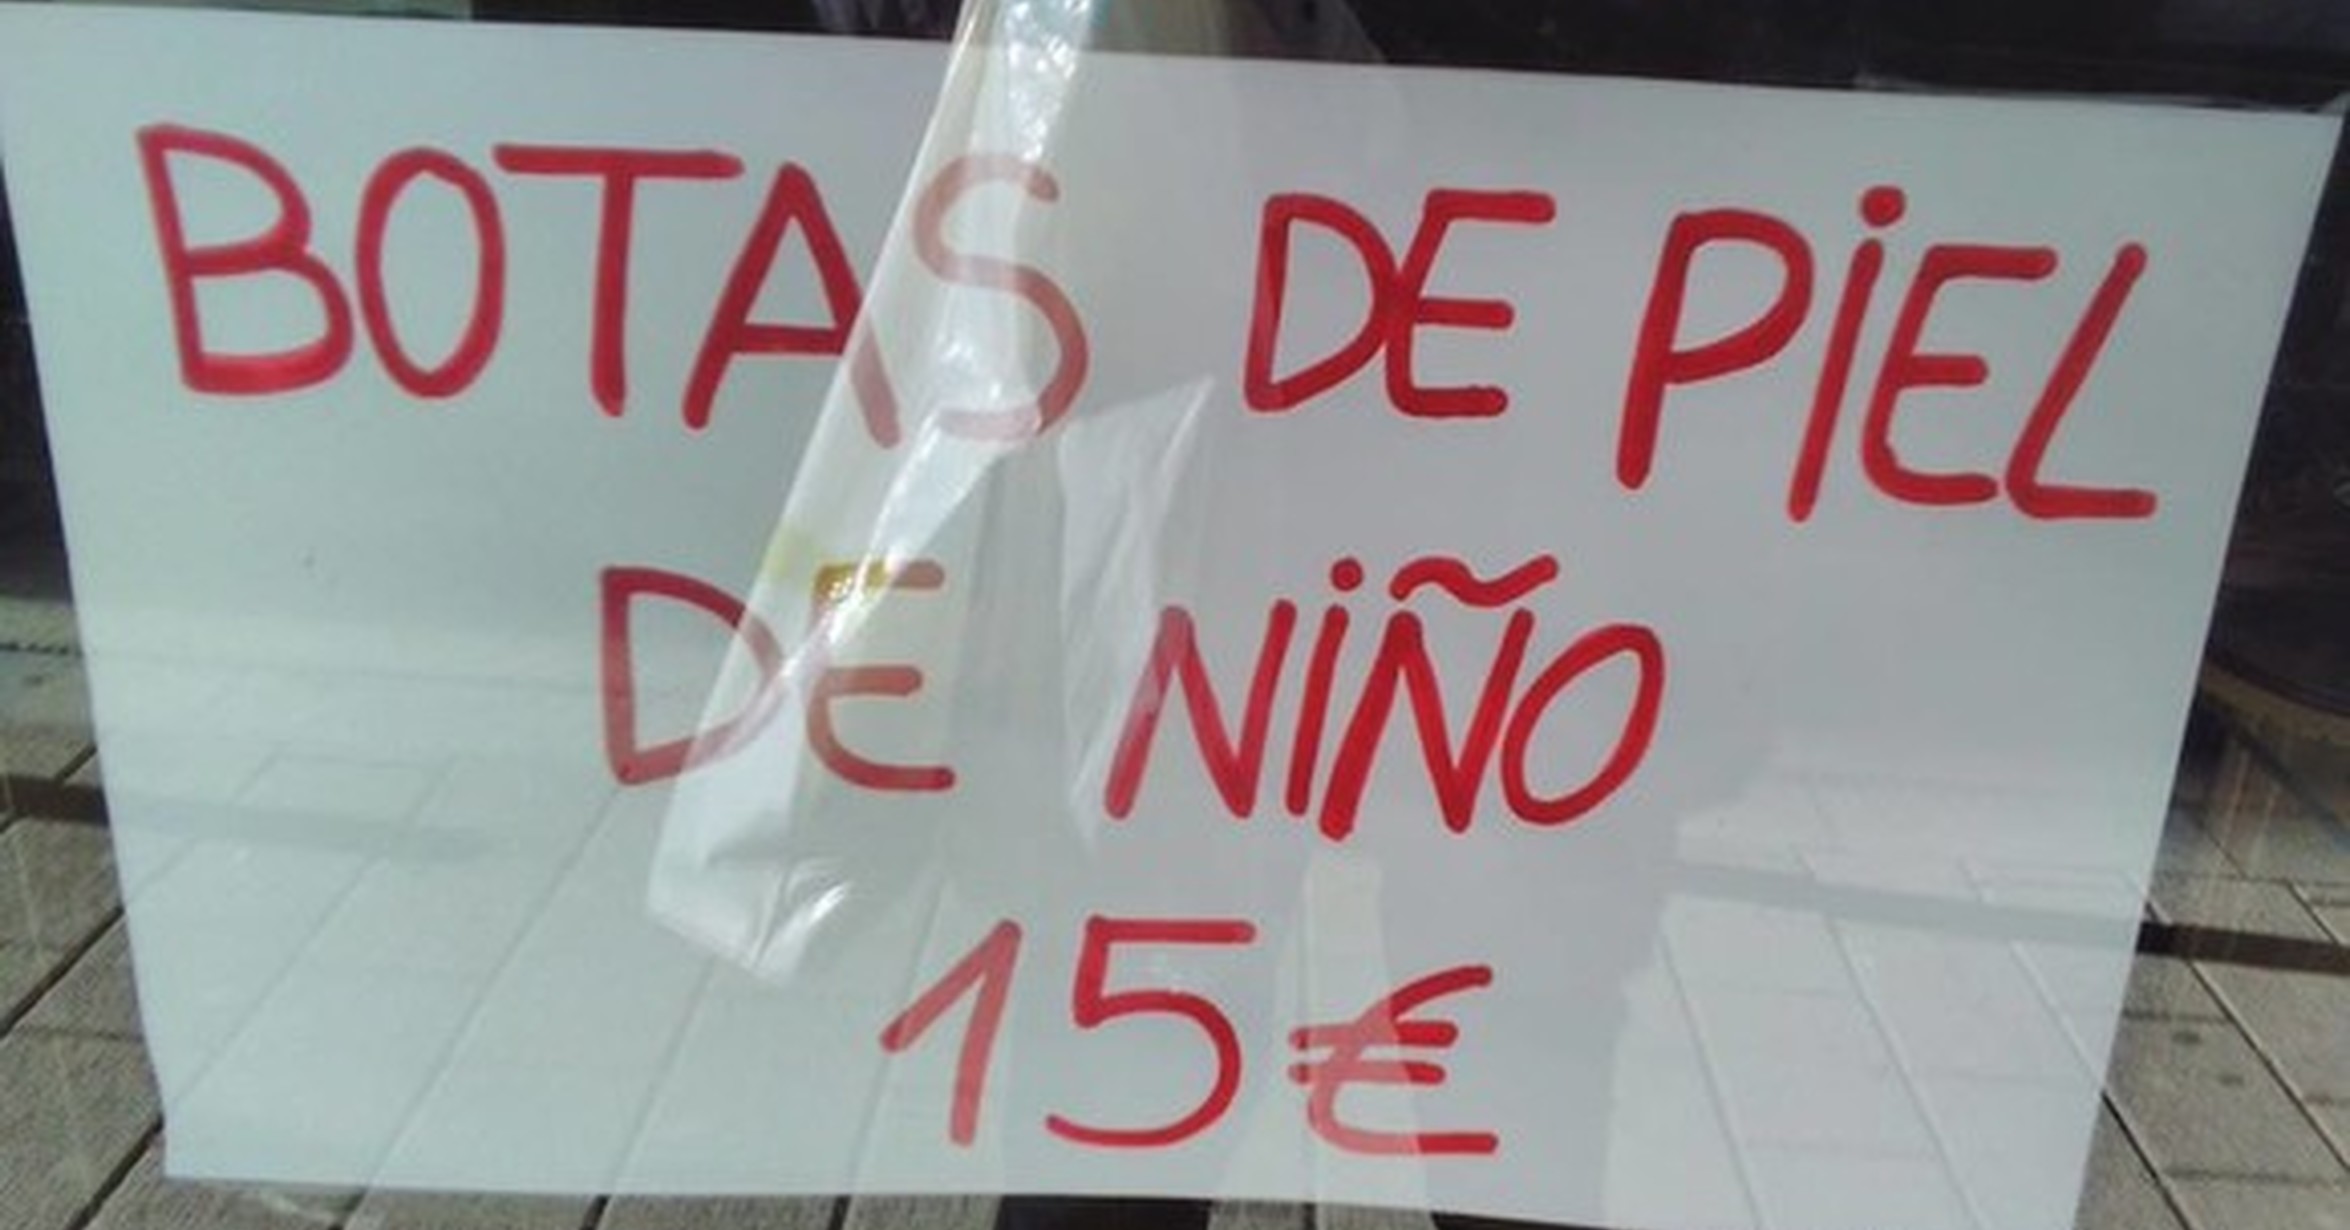 BOTAS DE PiEL
DE NiÑO
15€